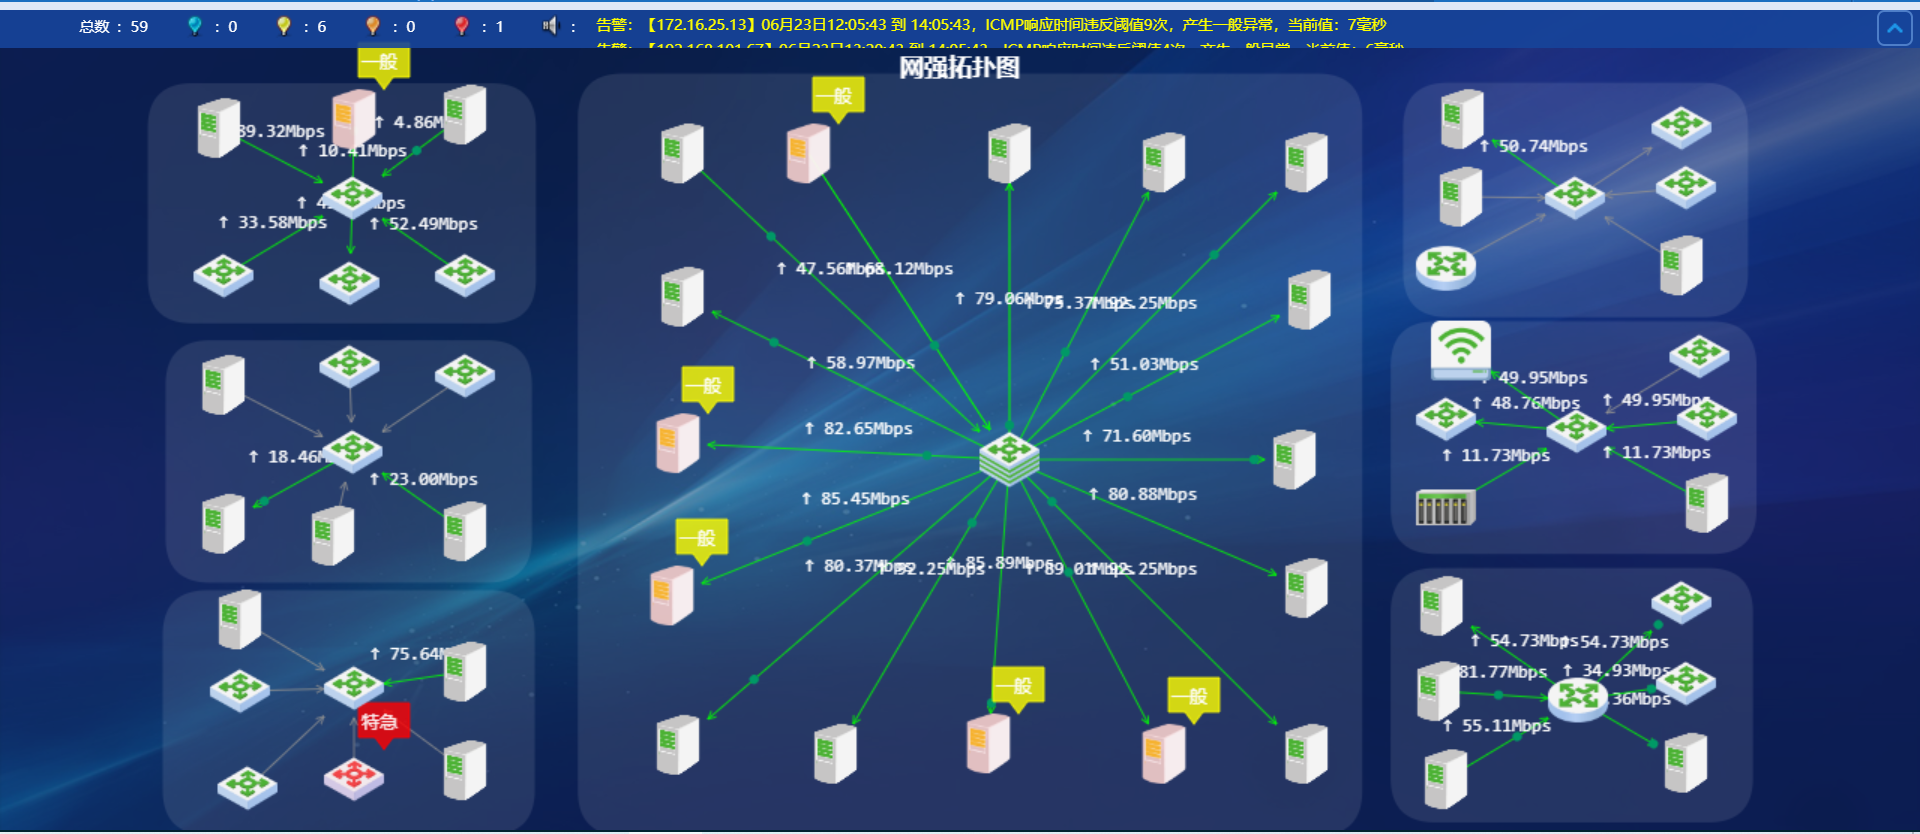 总数 : 59 : 0 : 6 : 0 : 1 :
告警: 【172.16.25.13】06月23日12:05:43 到 14:05:43, ICMP响应时间违反阈值9次, 产生一般异常, 当前值: 7毫秒
网强拓扑图
一般
39.32Mbps
↑ 4.86M
↑ 10.41Mbps
↑ 33.58Mbps
↑ 52.49Mbps
↑ 18.46M
↑ 23.00Mbps
↑ 75.64M
特急
一般
↑ 47.56Mbps
68.12Mbps
↑ 79.06Mbps
75.37Mbps
92.25Mbps
↑ 58.97Mbps
↑ 51.03Mbps
一般
↑ 82.65Mbps
↑ 71.60Mbps
↑ 85.45Mbps
↑ 80.88Mbps
一般
↑ 80.37Mbps
92.25Mbps
↑ 85.89Mbps
↑ 89.01Mbps
92.25Mbps
一般
一般
↑ 50.74Mbps
↑ 49.95Mbps
↑ 48.76Mbps
↑ 49.95Mbps
↑ 11.73Mbps
↑ 11.73Mbps
↑ 54.73Mbps
↑ 54.73Mbps
81.77Mbps
↑ 34.93Mbps
36Mbps
↑ 55.11Mbps